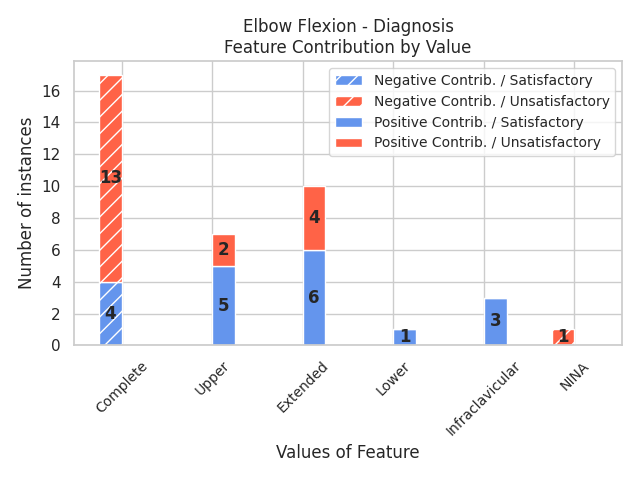 Elbow Flexion - Diagnosis
Feature Contribution by Value
Negative Contrib. / Satisfactory
Negative Contrib. / Unsatisfactory
Positive Contrib. / Satisfactory
Positive Contrib. / Unsatisfactory
Number of instances
16
14
12
10
8
6
4
2
0
13
4
2
5
4
6
1
3
1
Complete
Upper
Extended
Lower
Infraclavicular
NINA
Values of Feature